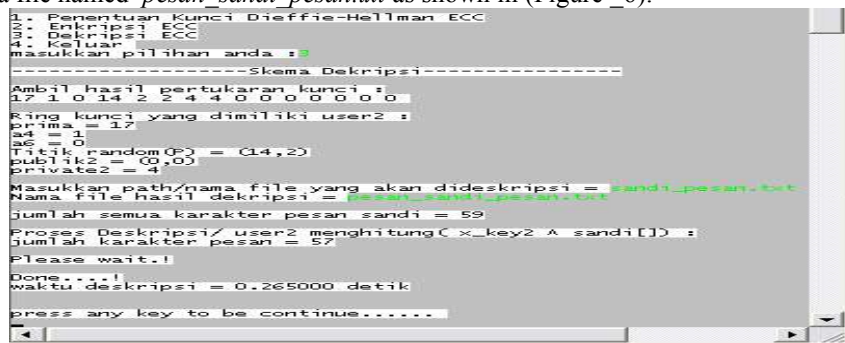 a file named pesan_sandi_pesantxt as shown in (Figure _6).
1. Penentuan Kunci Dieffie-Hellman ECC
2. Enkripsi ECC
3. Dekripsi ECC
4. Keluar
masukkan pilihan anda :3
-------------------Skema Dekripsi----------------
Ambil hasil pertukaran kunci :
17 1 0 14 2 2 4 4 0 0 0 0 0 0 0
Ring kunci yang dimiliki user2 :
prima = 17
a4 = 1
a6 = 0
Titik random(P) = (14,2)
publik2 = (0,0)
private2 = 4
Masukkan path/nama file yang akan dideskripsi = sandi_pesan.txt
Nama file hasil dekripsi = pesan_sandi_pesan.txt
jumlah semua karakter pesan sandi = 59
Proses Deskripsi/ user2 menghitung( x_key2 ^ sandi[]) :
jumlah karakter pesan = 57
Please wait.!
Done....!
waktu deskripsi = 0.265000 detik
press any key to be continue......